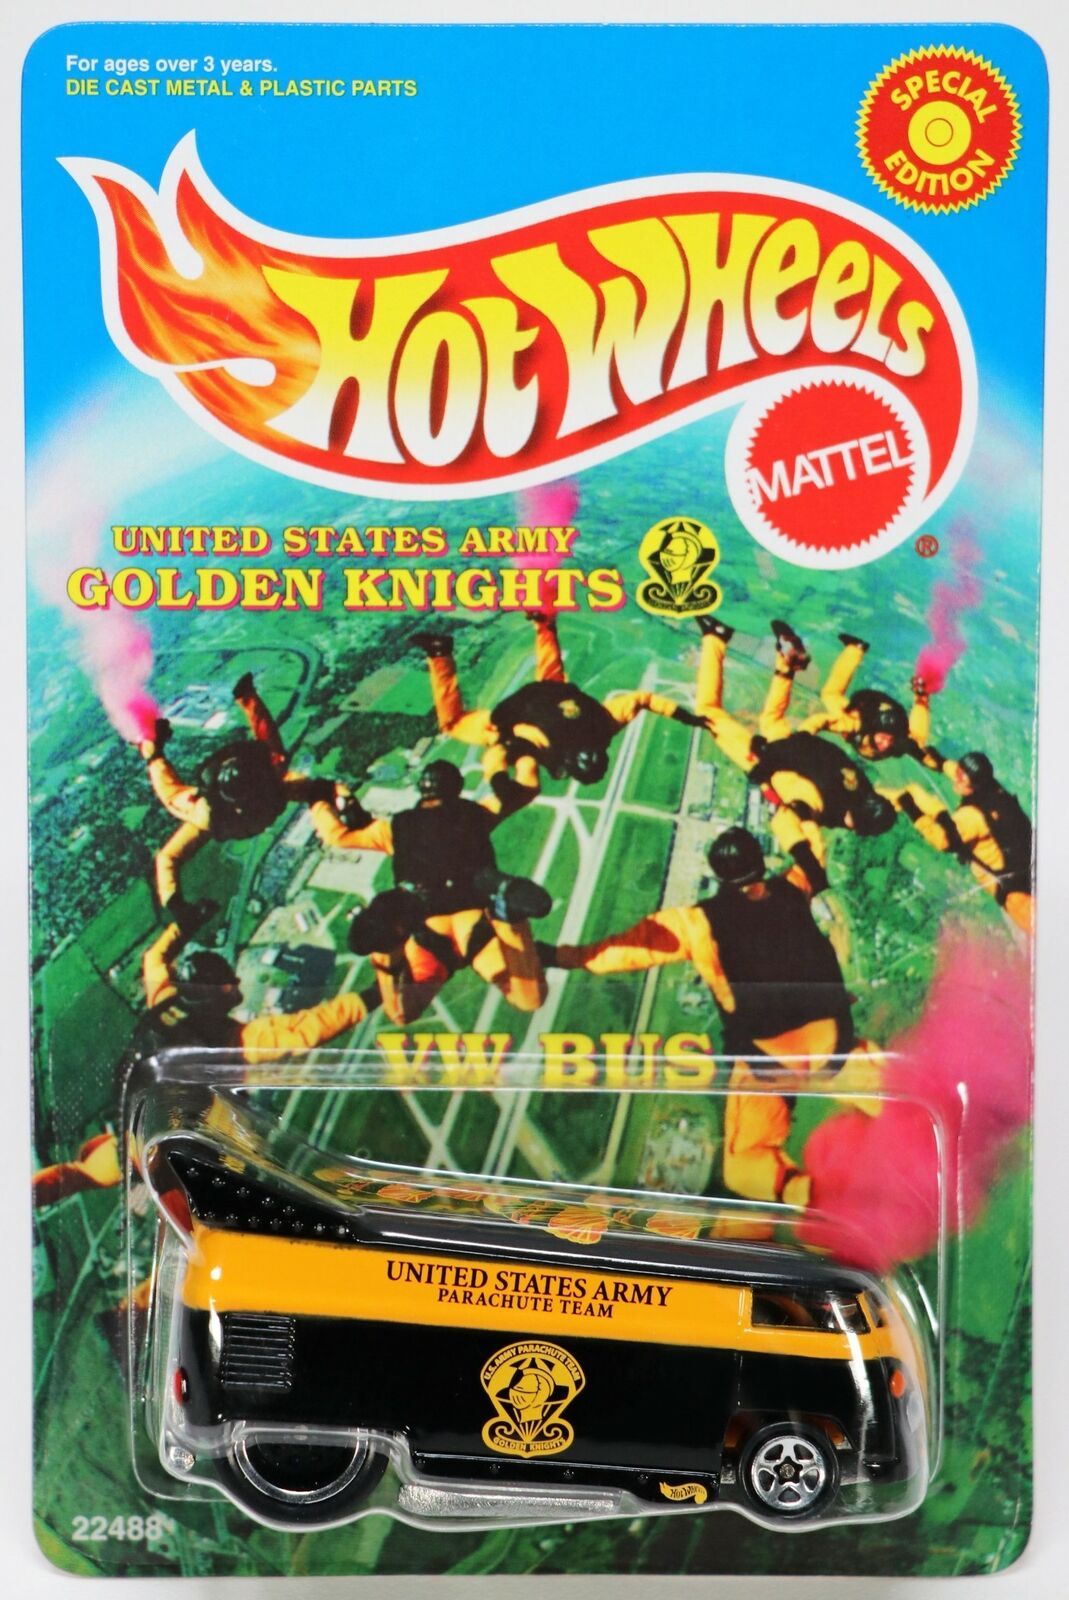 For ages over 3 years.
DIE CAST METAL & PLASTIC PARTS
SPECIAL
EDITION
Hot Wheels
MATTEL
®
UNITED STATES ARMY
GOLDEN KNIGHTS
VW BUS
UNITED STATES ARMY
PARACHUTE TEAM
U.S. ARMY PARACHUTE TEAM
GOLDEN KNIGHTS
Hot Wheels
22488